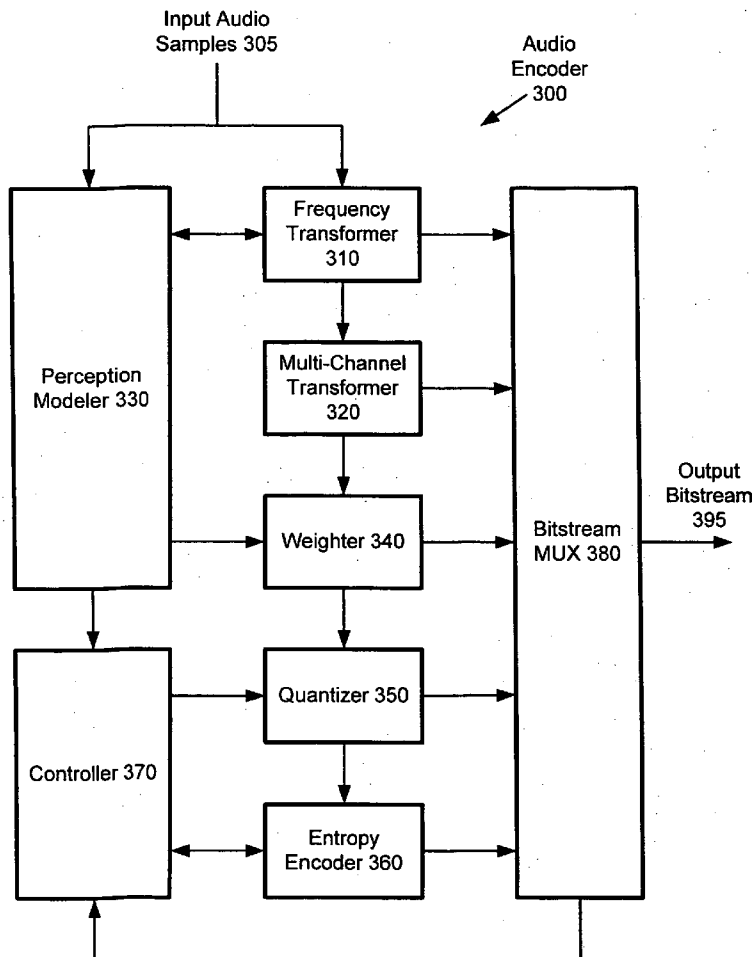 Input Audio
Samples 305
Audio
Encoder
300
Frequency
Transformer
310
Multi-Channel
Transformer
320
Perception
Modeler 330
Output
Bitstream
395
Weighter 340
Bitstream
MUX 380
Quantizer 350
Controller 370
Entropy
Encoder 360